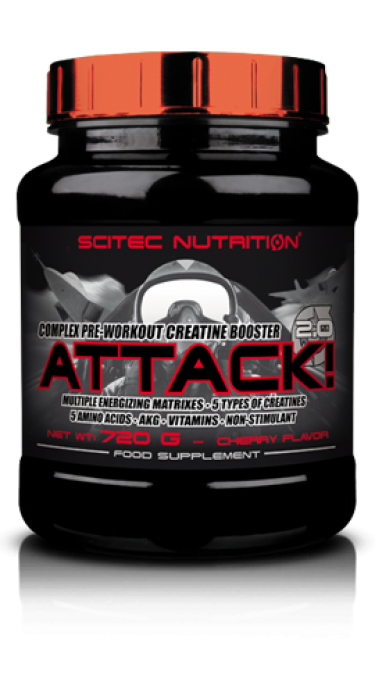 SCITEC NUTRITION
COMPLEX PRE-WORKOUT CREATINE BOOSTER
2.0
ATTACK!
MULTIPLE ENERGIZING MATRIXES • 5 TYPES OF CREATINES
5 AMINO ACIDS • AKG • VITAMINS • NON-STIMULANT
NET WT. 720 G – CHERRY FLAVOR
FOOD SUPPLEMENT